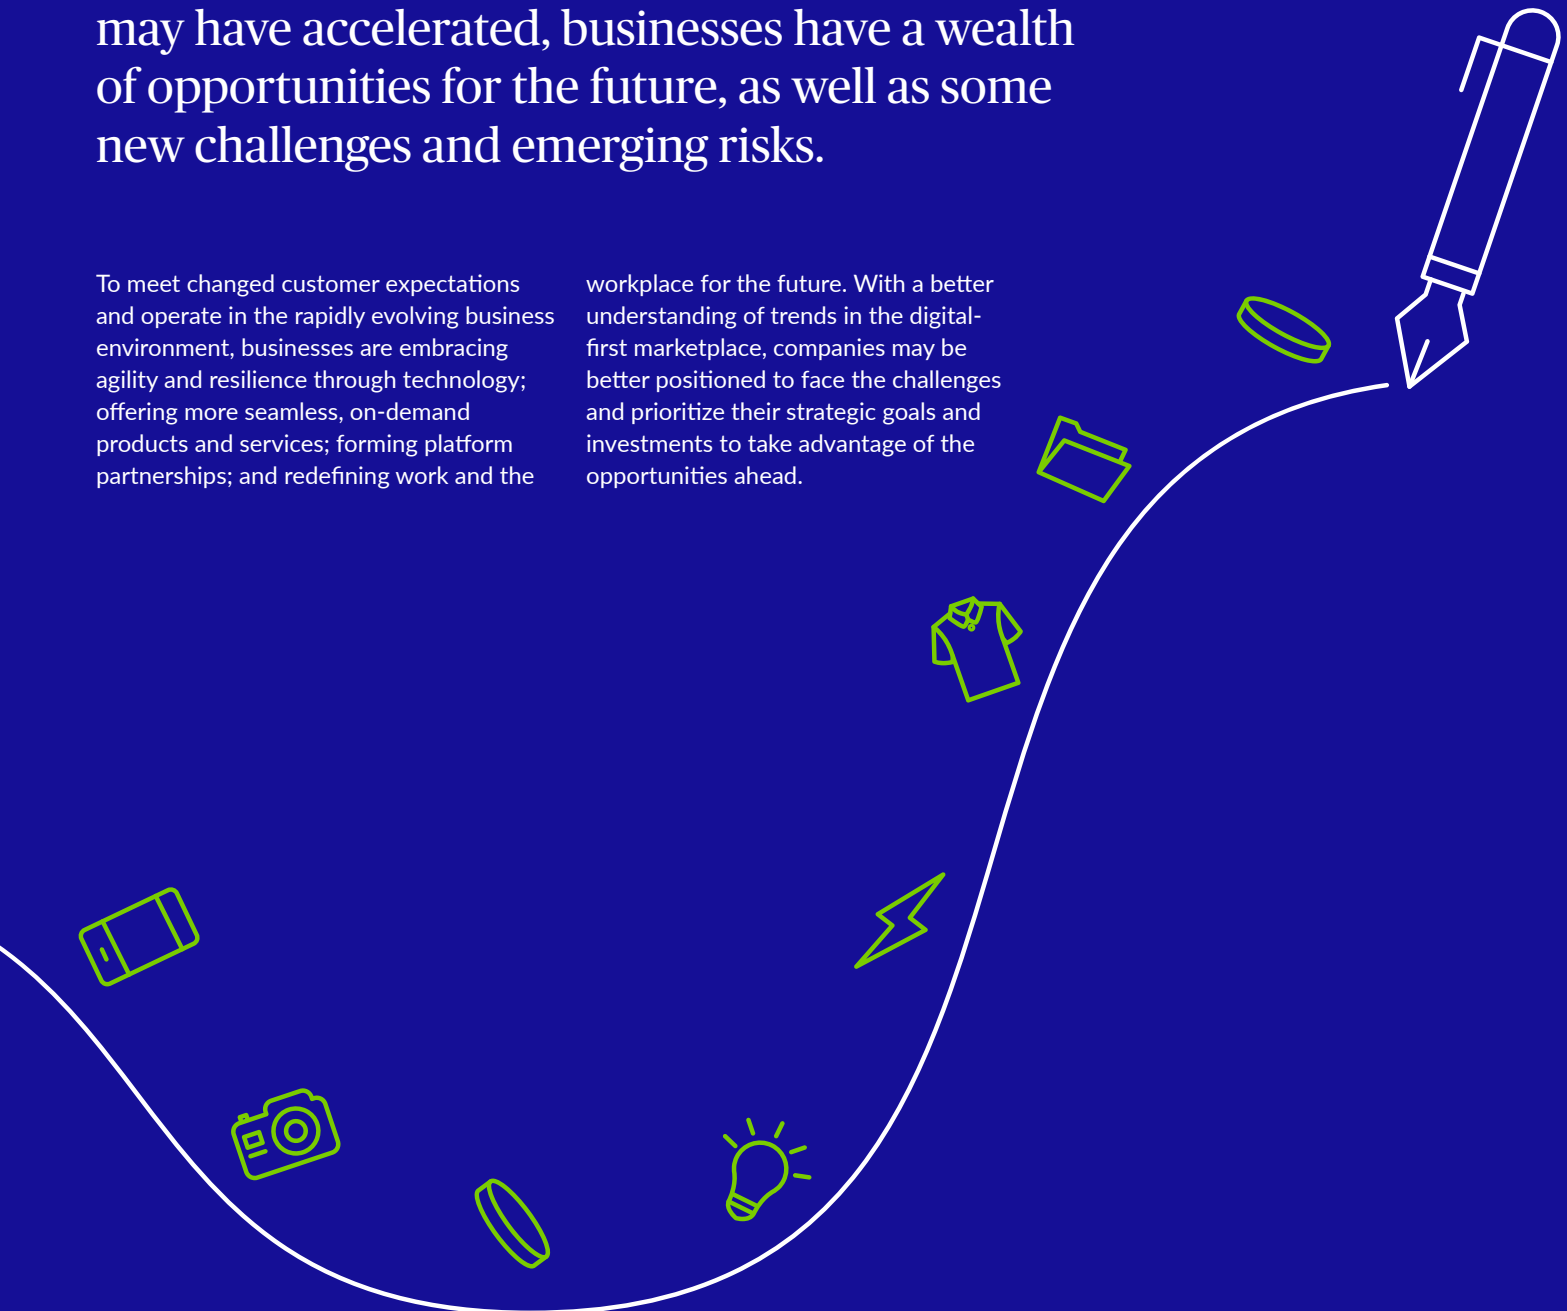 may have accelerated, businesses have a wealth
of opportunities for the future, as well as some
new challenges and emerging risks.
To meet changed customer expectations
and operate in the rapidly evolving business
environment, businesses are embracing
agility and resilience through technology;
offering more seamless, on-demand
products and services; forming platform
partnerships; and redefining work and the
workplace for the future. With a better
understanding of trends in the digital-
first marketplace, companies may be
better positioned to face the challenges
and prioritize their strategic goals and
investments to take advantage of the
opportunities ahead.